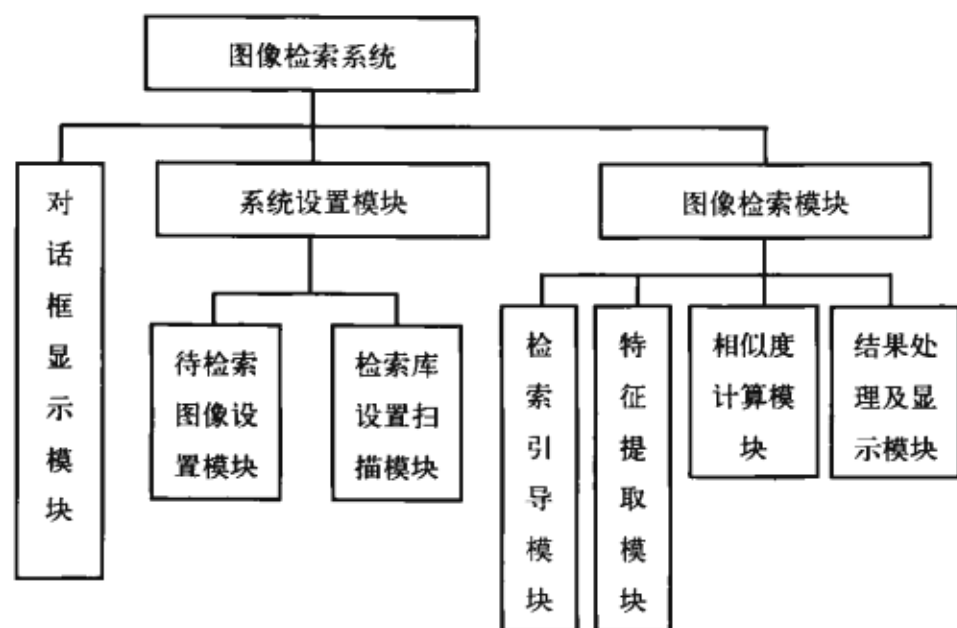 图像检索系统
对话框显示模块
系统设置模块
图像检索模块
待检索
图像设
置模块
检索库
设置扫
描模块
检索引导模块
特征提取模块
相似度
计算模
块
结果处
理及显
示模块